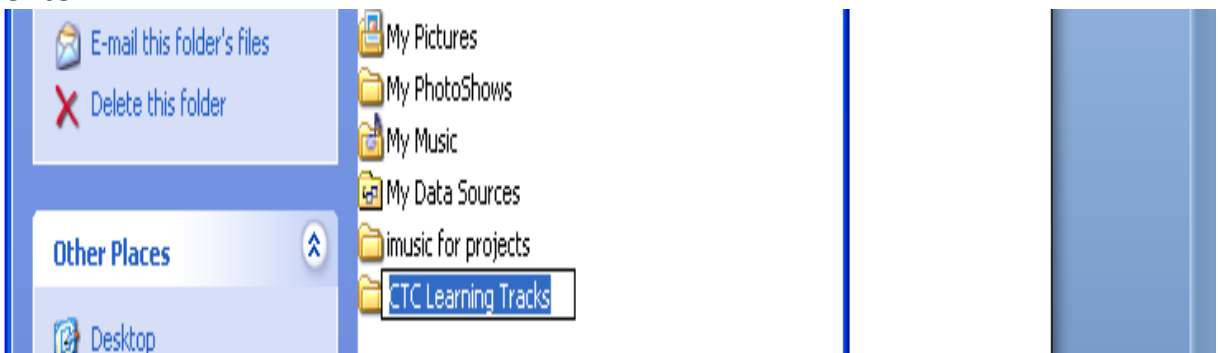 E-mail this folder's files
Delete this folder
Other Places
Desktop
My Pictures
My PhotoShows
My Music
My Data Sources
imusic for projects
CTC Learning Tracks